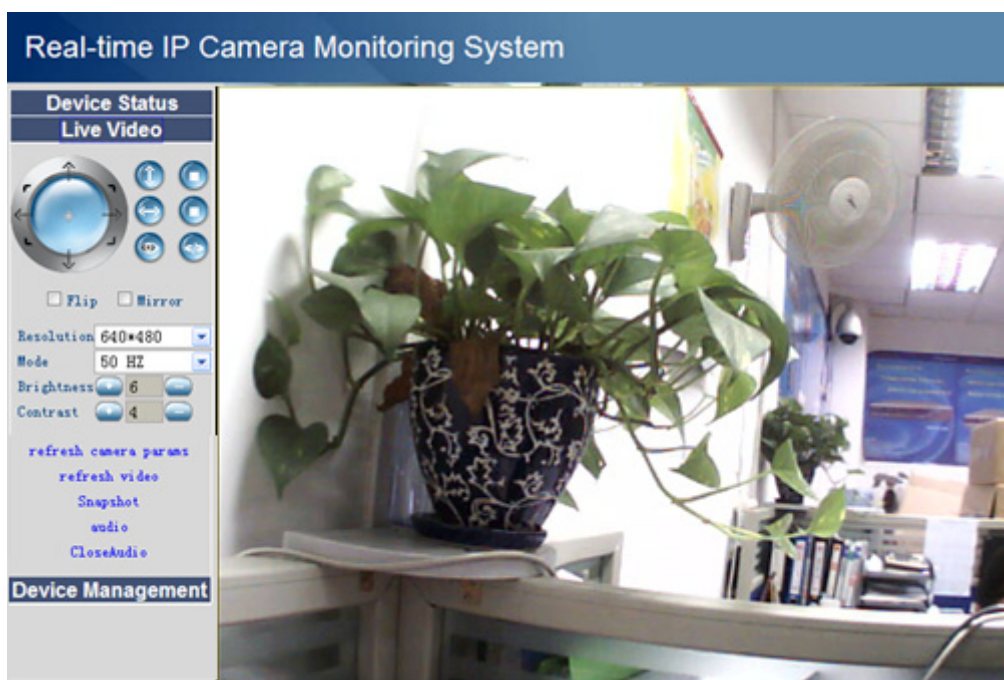 Real-time IP Camera Monitoring System
Device Status
Live Video
Flip Mirror
Resolution 640*480
Mode 50 HZ
Brightness 6
Contrast 4
refresh camera params
refresh video
Snapshot
audio
CloseAudio
Device Management